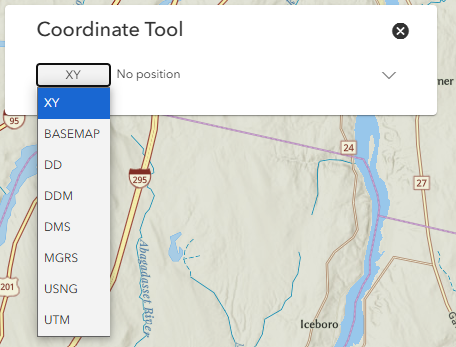 Coordinate Tool
XY
No position
XY
BASEMAP
DD
DDM
DMS
MGRS
USNG
UTM
ner
95
24
295
27
201
Abagadasset River
Iceboro
Ga